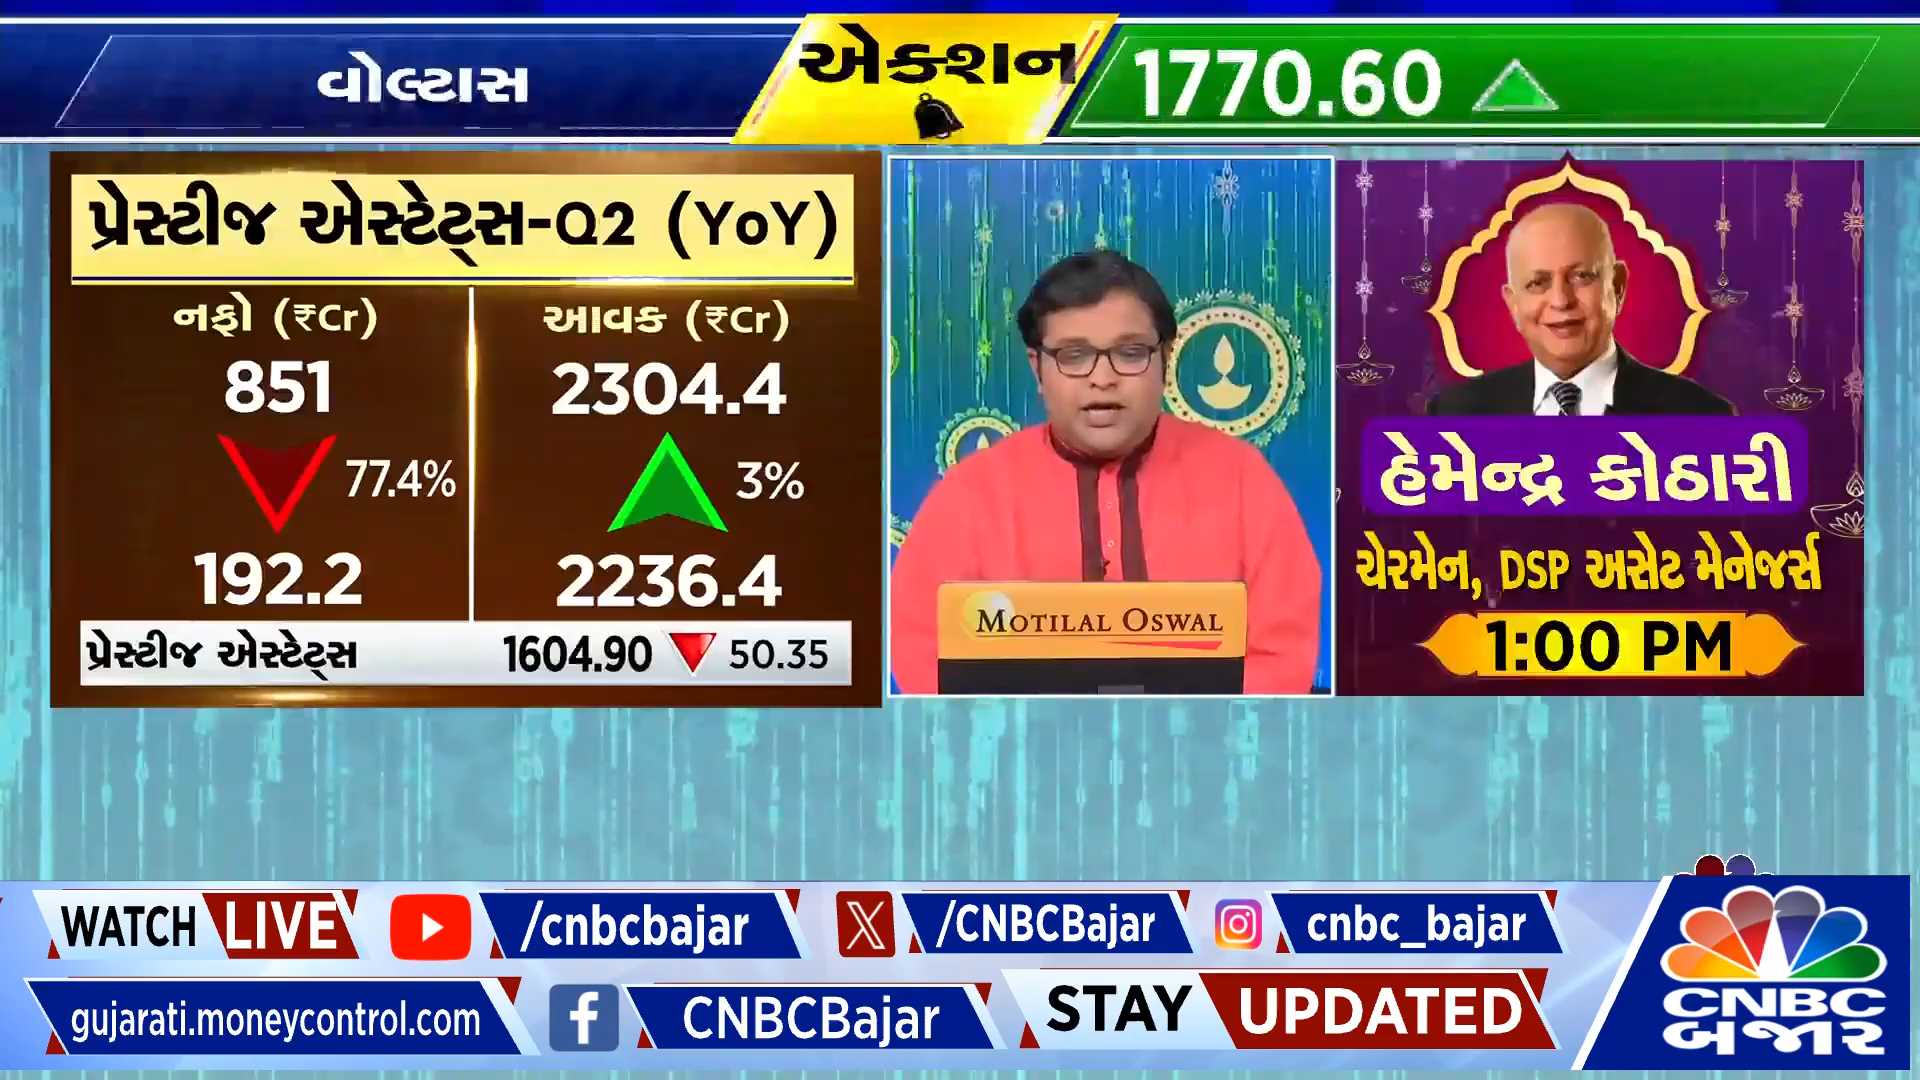 વોલ્ટાસ
એક્શન
1770.60
પ્રેસ્ટીજ એસ્ટેટ્સ-Q2 (YoY)
નફો (₹Cr)
આવક (₹Cr)
851
2304.4
77.4%
3%
192.2
2236.4
પ્રેસ્ટીજ એસ્ટેટ્સ 1604.90 50.35
MOTILAL OSWAL
હેમેન્દ્ર કોઠારી
ચેરમેન, DSP અસેટ મેનેજર્સ
1:00 PM
WATCH LIVE /cnbcbajar /CNBCBajar cnbc_bajar
gujarati.moneycontrol.com CNBCBajar STAY UPDATED
CNBC
બજાર